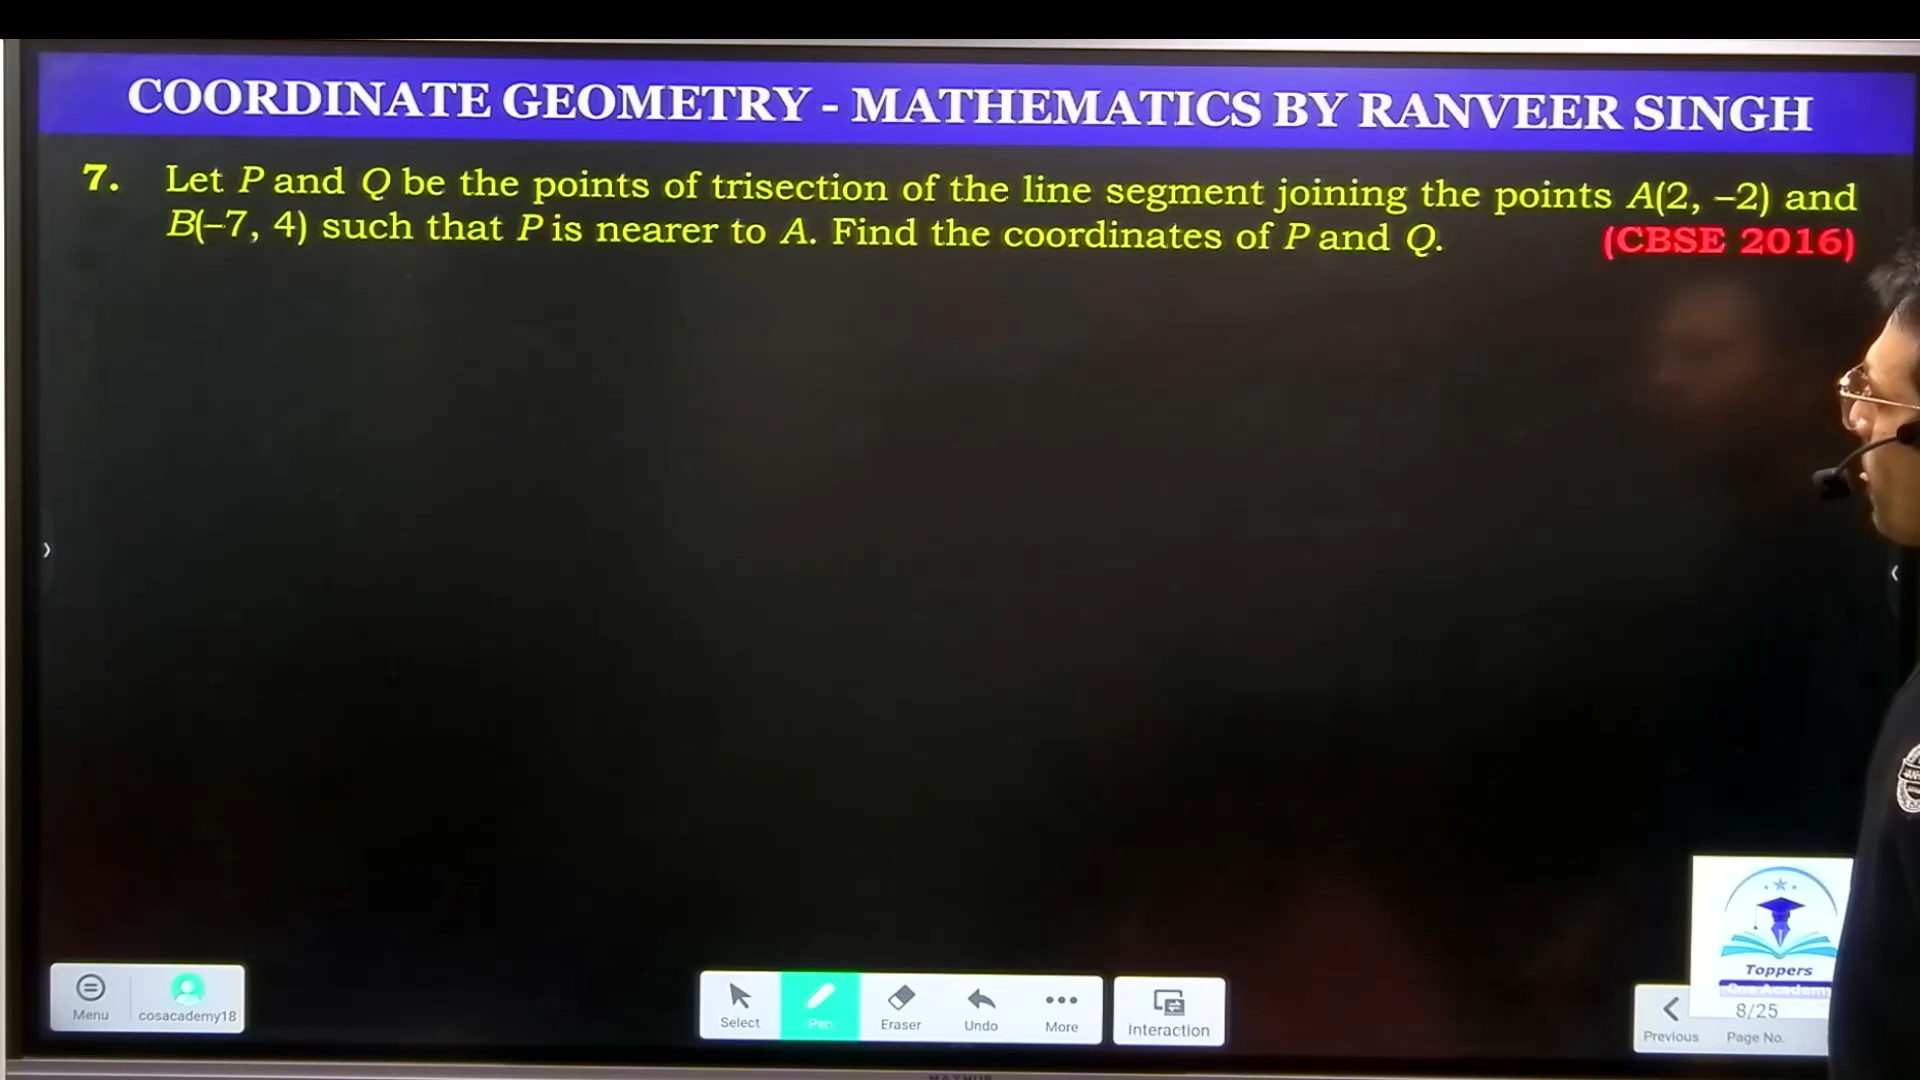 COORDINATE GEOMETRY - MATHEMATICS BY RANVEER SINGH
7. Let P and Q be the points of trisection of the line segment joining the points A(2, –2) and
B(–7, 4) such that P is nearer to A. Find the coordinates of P and Q. (CBSE 2016)
Toppers
Menu
cosacademy18
Select
Pen
Eraser
Undo
More
Interaction
Previous
8/25
Page No.